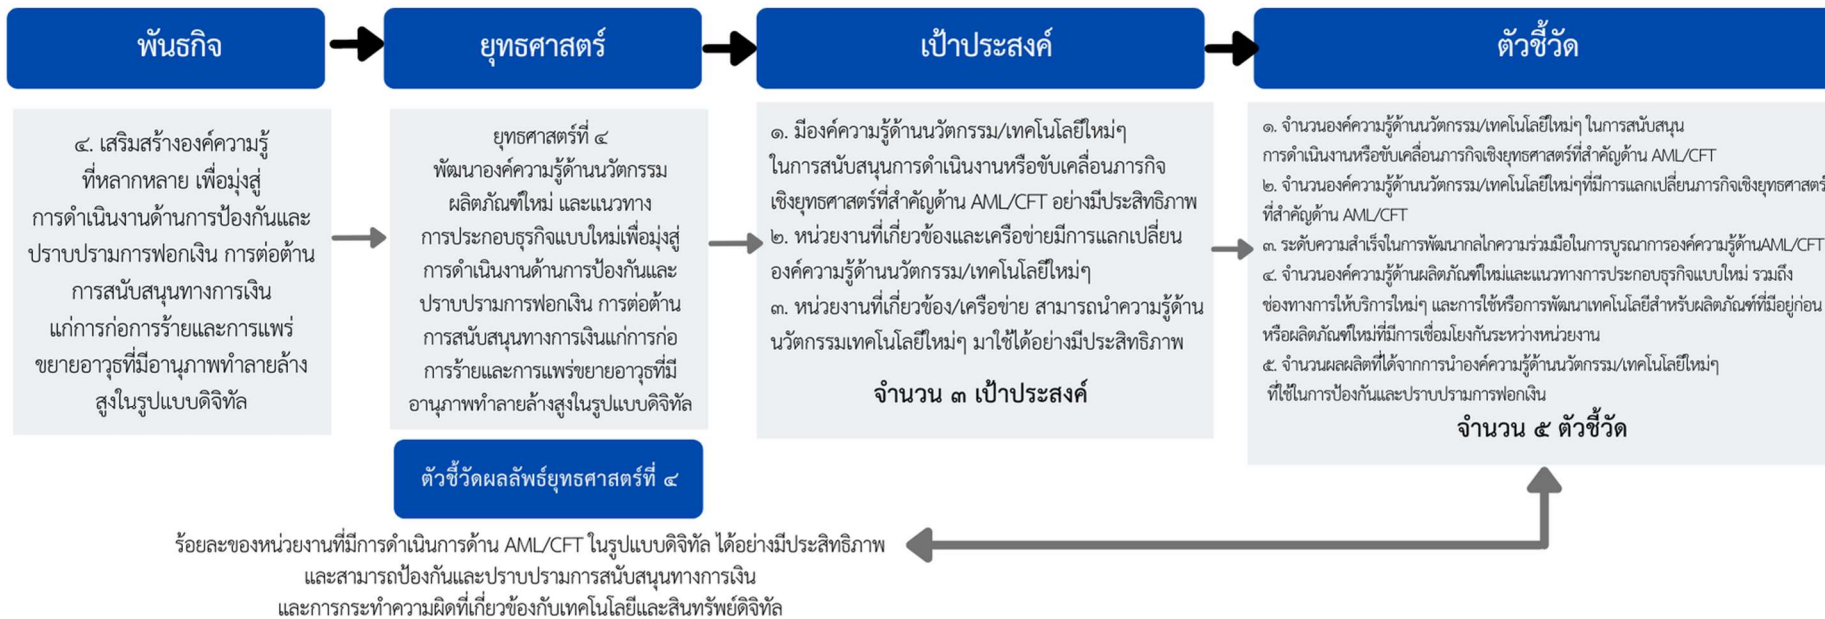 พันธกิจ
ยุทธศาสตร์
เป้าประสงค์
ตัวชี้วัด
๔. เสริมสร้างองค์ความรู้
ที่หลากหลาย เพื่อมุ่งสู่
การดำเนินงานด้านการป้องกันและ
ปราบปรามการฟอกเงิน การต่อต้าน
การสนับสนุนทางการเงิน
แก่การก่อการร้ายและการแพร่
ขยายอาวุธที่มีอานุภาพทำลายล้าง
สูงในรูปแบบดิจิทัล
ยุทธศาสตร์ที่ ๔
พัฒนาองค์ความรู้ด้านนวัตกรรม
ผลิตภัณฑ์ใหม่ และแนวทาง
การประกอบธุรกิจแบบใหม่เพื่อมุ่งสู่
การดำเนินงานด้านการป้องกันและ
ปราบปรามการฟอกเงิน การต่อต้าน
การสนับสนุนทางการเงินแก่การก่อ
การร้ายและการแพร่ขยายอาวุธที่มี
อานุภาพทำลายล้างสูงในรูปแบบดิจิทัล
๑. มีองค์ความรู้ด้านนวัตกรรม/เทคโนโลยีใหม่ๆ
ในการสนับสนุนการดำเนินงานหรือขับเคลื่อนภารกิจ
เชิงยุทธศาสตร์ที่สำคัญด้าน AML/CFT อย่างมีประสิทธิภาพ
๒. หน่วยงานที่เกี่ยวข้องและเครือข่ายมีการแลกเปลี่ยน
องค์ความรู้ด้านนวัตกรรม/เทคโนโลยีใหม่ๆ
๓. หน่วยงานที่เกี่ยวข้อง/เครือข่าย สามารถนำความรู้ด้าน
นวัตกรรมเทคโนโลยีใหม่ๆ มาใช้ได้อย่างมีประสิทธิภาพ
จำนวน ๓ เป้าประสงค์
๑. จำนวนองค์ความรู้ด้านนวัตกรรม/เทคโนโลยีใหม่ๆ ในการสนับสนุน
การดำเนินงานหรือขับเคลื่อนภารกิจเชิงยุทธศาสตร์ที่สำคัญด้าน AML/CFT
๒. จำนวนองค์ความรู้ด้านนวัตกรรม/เทคโนโลยีใหม่ๆที่มีการแลกเปลี่ยนภารกิจเชิงยุทธศาสตร์
ที่สำคัญด้าน AML/CFT
๓. ระดับความสำเร็จในการพัฒนากลไกความร่วมมือในการบูรณาการองค์ความรู้ด้านAML/CFT
๔. จำนวนองค์ความรู้ด้านผลิตภัณฑ์ใหม่และแนวทางการประกอบธุรกิจแบบใหม่ รวมถึง
ช่องทางการให้บริการใหม่ๆ และการใช้หรือการพัฒนาเทคโนโลยีสำหรับผลิตภัณฑ์ที่มีอยู่ก่อน
หรือผลิตภัณฑ์ใหม่ที่มีการเชื่อมโยงกันระหว่างหน่วยงาน
๕. จำนวนผลผลิตที่ได้จากการนำองค์ความรู้ด้านนวัตกรรม/เทคโนโลยีใหม่ๆ
ที่ใช้ในการป้องกันและปราบปรามการฟอกเงิน
จำนวน ๕ ตัวชี้วัด
ตัวชี้วัดผลลัพธ์ยุทธศาสตร์ที่ ๔
ร้อยละของหน่วยงานที่มีการดำเนินการด้าน AML/CFT ในรูปแบบดิจิทัล ได้อย่างมีประสิทธิภาพ
และสามารถป้องกันและปราบปรามการสนับสนุนทางการเงิน
และการกระทำความผิดที่เกี่ยวข้องกับเทคโนโลยีและสินทรัพย์ดิจิทัล